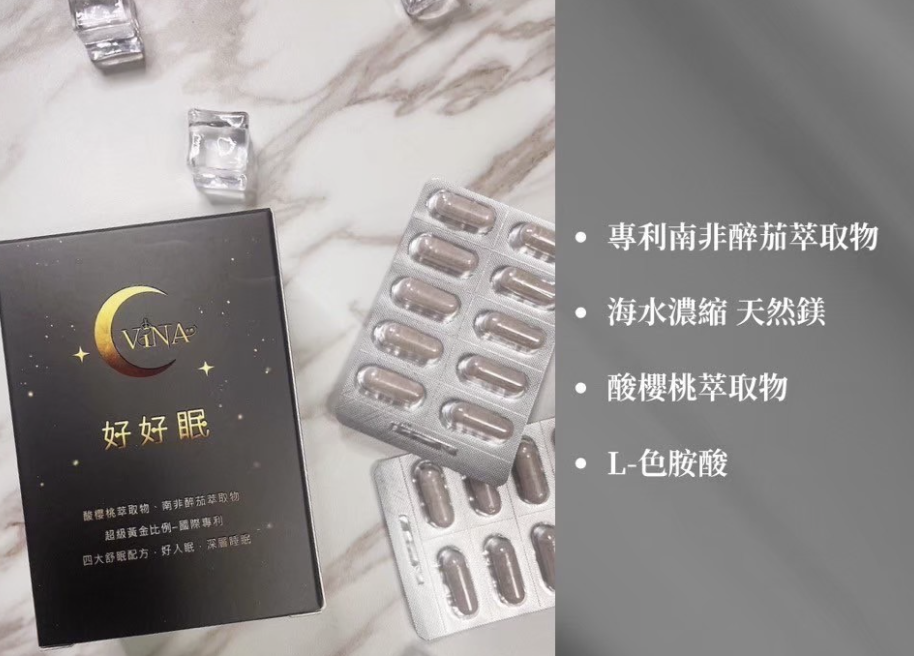 ViNA
好好眠
酸櫻桃萃取物、南非醉茄萃取物
超級黃金比例–國際專利
四大舒眠配方，好入眠，深層睡眠
• 專利南非醉茄萃取物
• 海水濃縮 天然鎂
• 酸櫻桃萃取物
• L-色胺酸